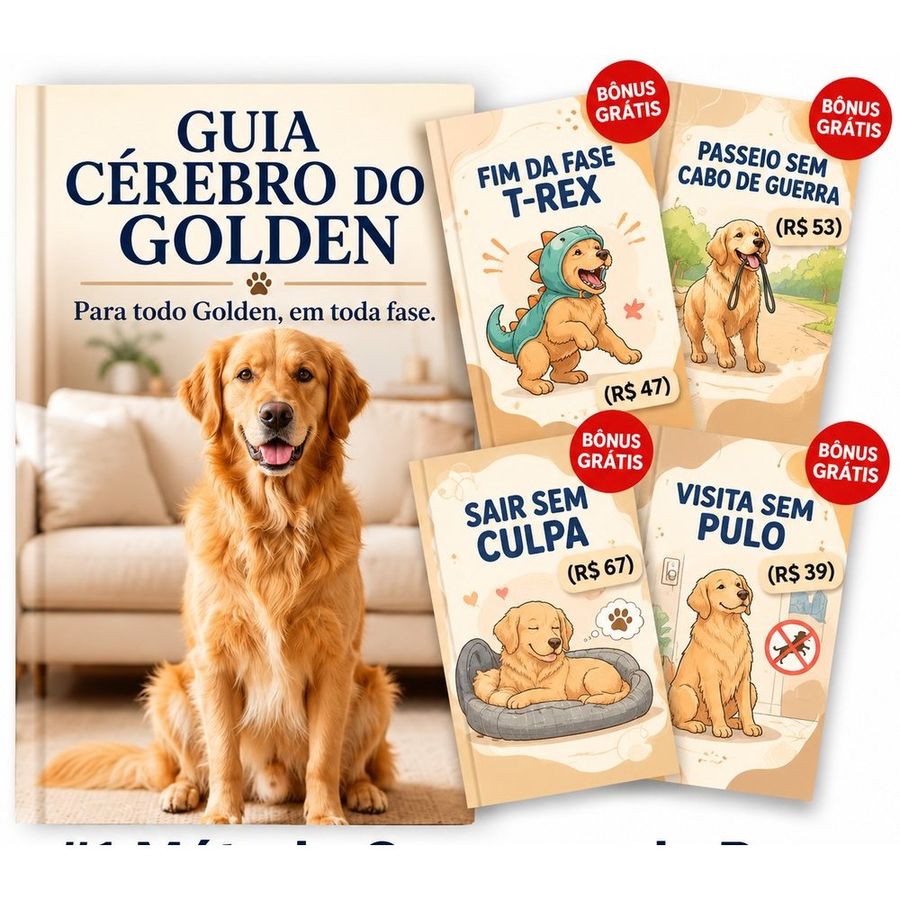 GUIA
CÉREBRO DO
GOLDEN
Para todo Golden, em toda fase.
BÔNUS
GRÁTIS
FIM DA FASE
T-REX
(R$ 47)
BÔNUS
GRÁTIS
PASSEIO SEM
CABO DE GUERRA
(R$ 53)
BÔNUS
GRÁTIS
SAIR SEM
CULPA
(R$ 67)
BÔNUS
GRÁTIS
VISITA SEM
PULO
(R$ 39)